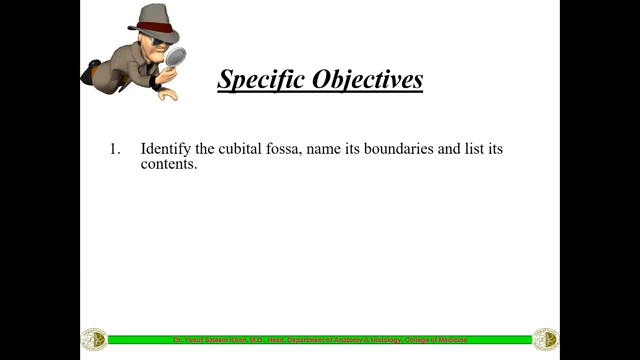 Specific Objectives
1. Identify the cubital fossa, name its boundaries and list its
contents.
Dr. Yusuf Saleem Khan, M.D., Head, Department of Anatomy & Histology, College of Medicine